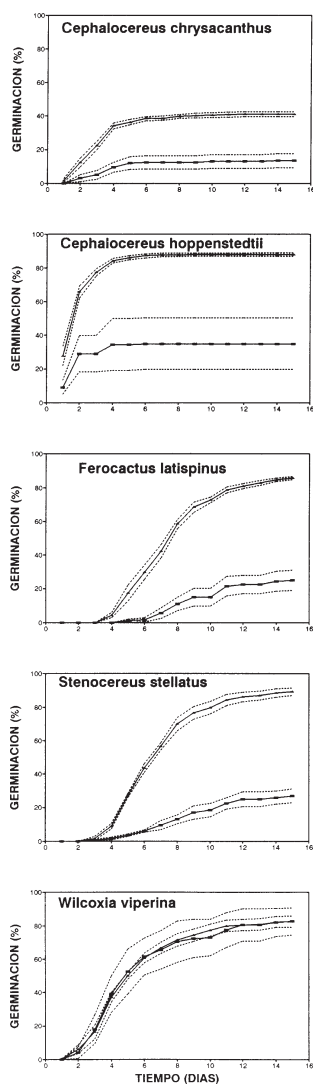 Cephalocereus chrysacanthus
GERMINACION (%)
100
80
60
40
20
0
0 2 4 6 8 10 12 14 16
Cephalocereus hoppenstedtii
GERMINACION (%)
100
80
60
40
20
0
0 2 4 6 8 10 12 14 16
Ferocactus latispinus
GERMINACION (%)
100
80
60
40
20
0
0 2 4 6 8 10 12 14 16
Stenocereus stellatus
GERMINACION (%)
100
80
60
40
20
0
0 2 4 6 8 10 12 14 16
Wilcoxia viperina
GERMINACION (%)
100
80
60
40
20
0
0 2 4 6 8 10 12 14 16
TIEMPO (DIAS)